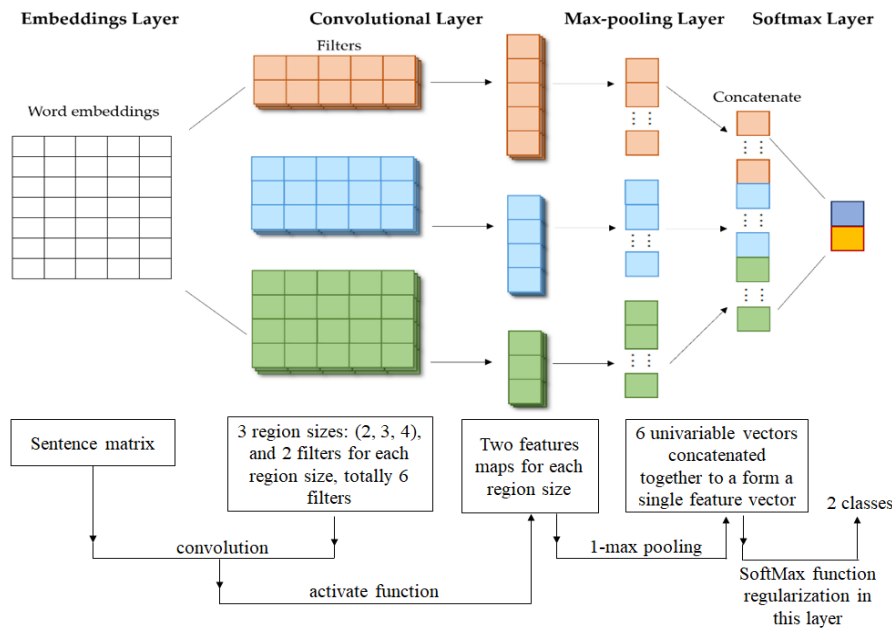 Embeddings Layer
Convolutional Layer
Max-pooling Layer
Softmax Layer
Filters
Word embeddings
Concatenate
Sentence matrix
3 region sizes: (2, 3, 4),
and 2 filters for each
region size, totally 6
filters
Two features
maps for each
region size
6 univariable vectors
concatenated
together to a form a
single feature vector
2 classes
convolution
1-max pooling
activate function
SoftMax function
regularization in
this layer